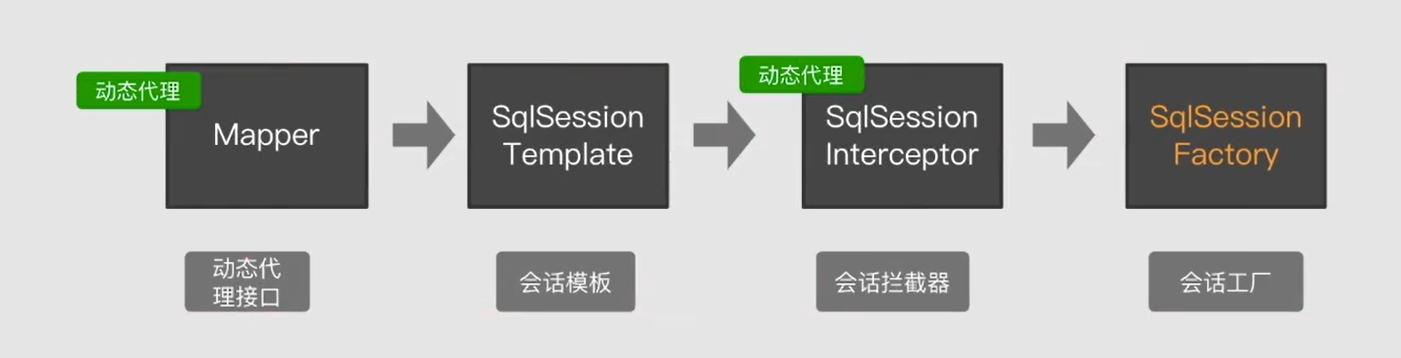 动态代理
Mapper
SqlSession
Template
动态代理
SqlSession
Interceptor
SqlSession
Factory
动态代
理接口
会话模板
会话拦截器
会话工厂